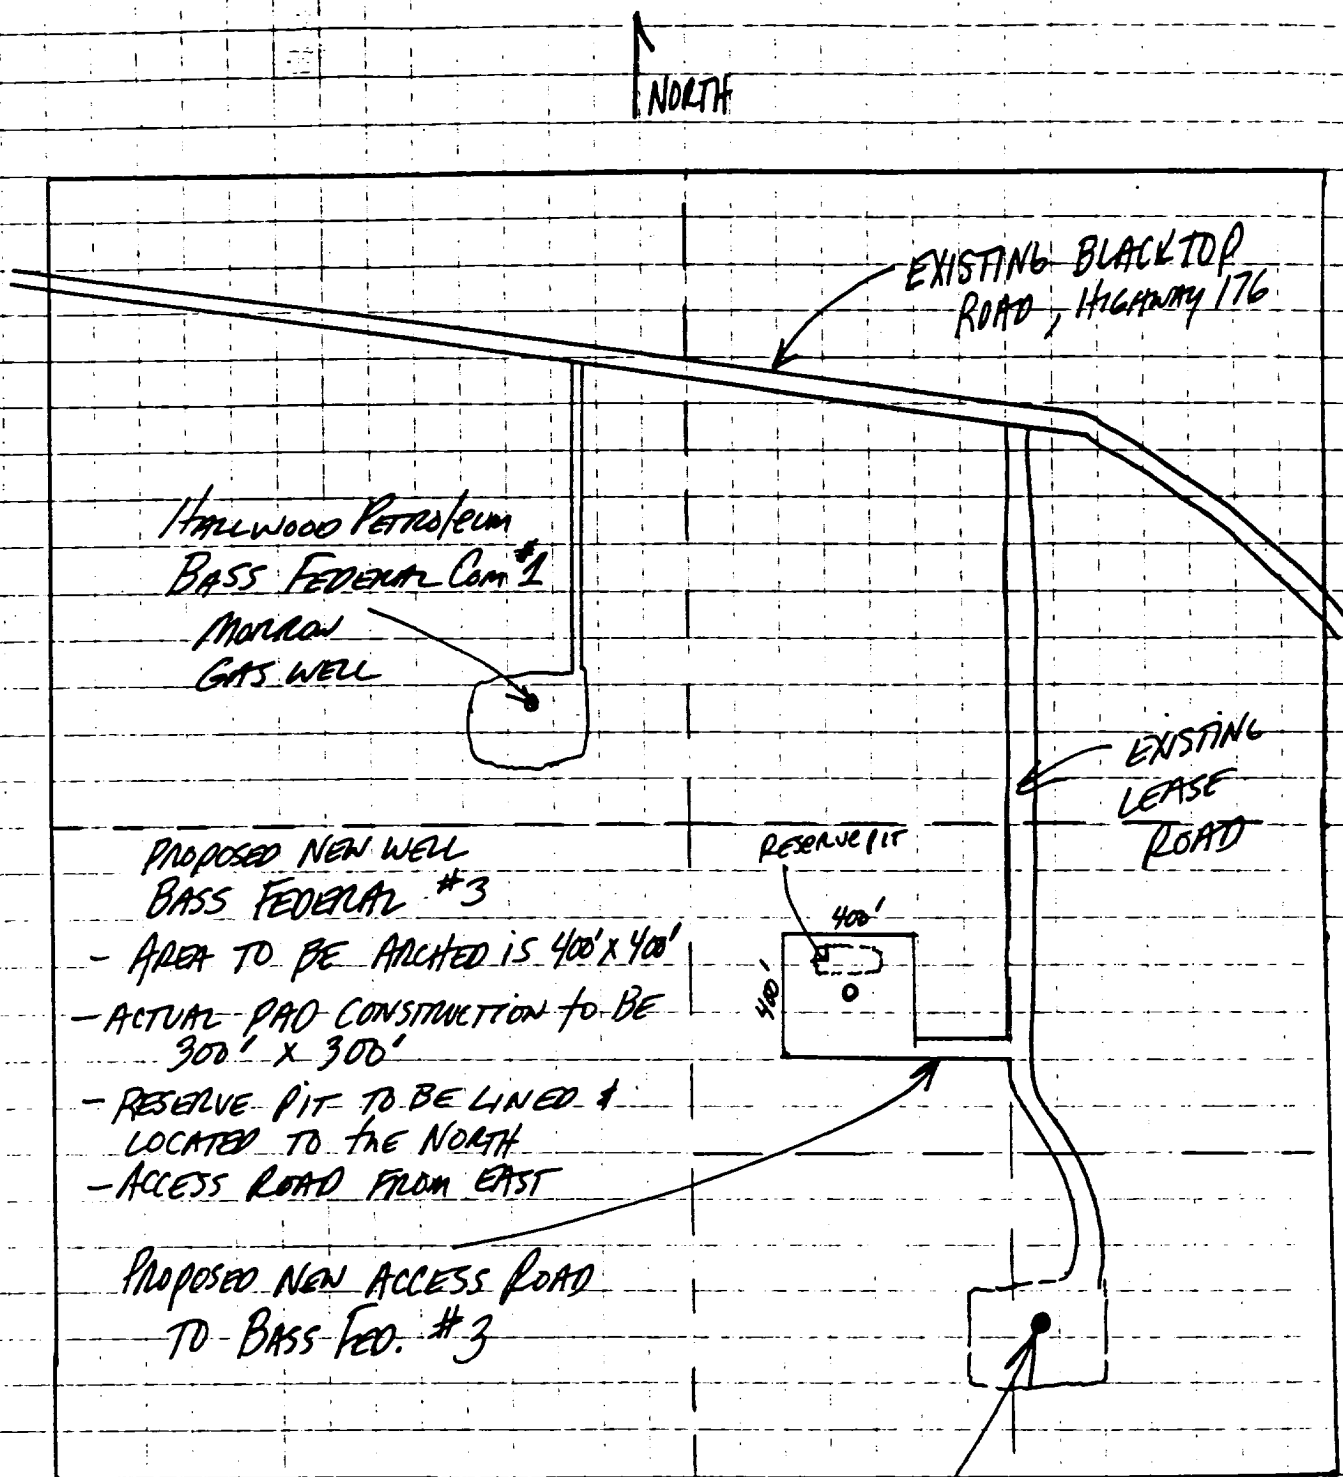 NORTH
EXISTING BLACKTOP
ROAD, HIGHWAY 176
HALLWOOD PETROLEUM
BASS FEDERAL COM #1
MORROW
GAS WELL
EXISTING
LEASE
ROAD
PROPOSED NEW WELL
BASS FEDERAL #3
- AREA TO BE ARCHED IS 400' X 400'
- ACTUAL PAD CONSTRUCTION TO BE
300' X 300'
- RESERVE PIT TO BE LINED &
LOCATED TO THE NORTH
- ACCESS ROAD FROM EAST
RESERVE PIT
400'
400'
PROPOSED NEW ACCESS ROAD
TO BASS FED. #3